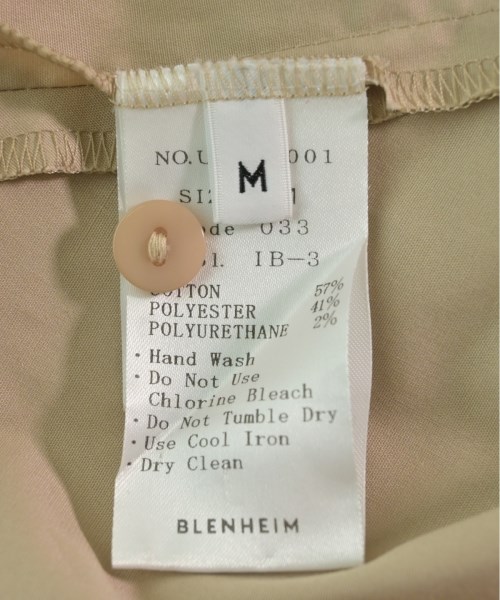 M
NO.U 001
033
IB-3
COTTON 57%
POLYESTER 41%
POLYURETHANE 2%
· Hand Wash
· Do Not Use
Chlorine Bleach
· Do Not Tumble Dry
· Use Cool Iron
· Dry Clean
BLENHEIM